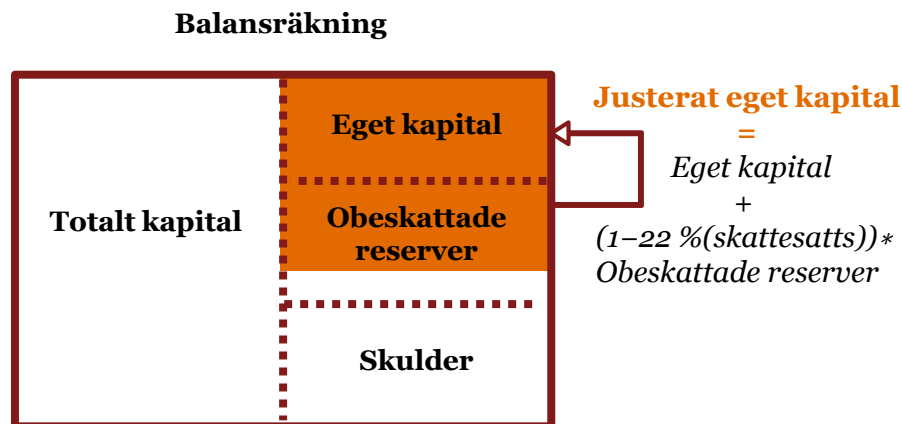 Balansräkning
Totalt kapital
Eget kapital
Obeskattade
reserver
Skulder
Justerat eget kapital
=
Eget kapital
+
(1–22 %(skattesatts))*
Obeskattade reserver